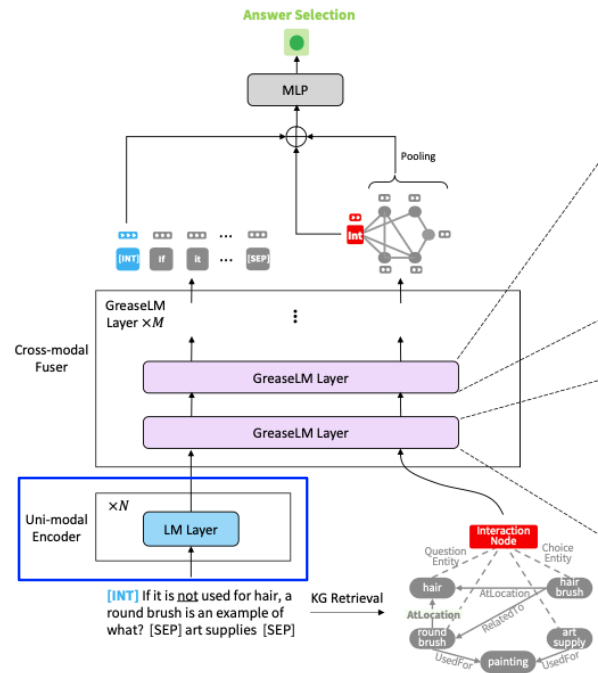 Answer Selection
MLP
Pooling
Int
[INT] If it ... [SEP]
GreaseLM
Layer ×M
⋮
Cross-modal
Fuser
GreaseLM Layer
GreaseLM Layer
×N
Uni-modal
Encoder
LM Layer
Interaction
Node
Question
Entity
Choice
Entity
hair
hair
brush
AtLocation
AtLocation
RelatedTo
round
brush
art
supply
UsedFor
painting
UsedFor
[INT] If it is not used for hair, a
round brush is an example of
what? [SEP] art supplies [SEP]
KG Retrieval